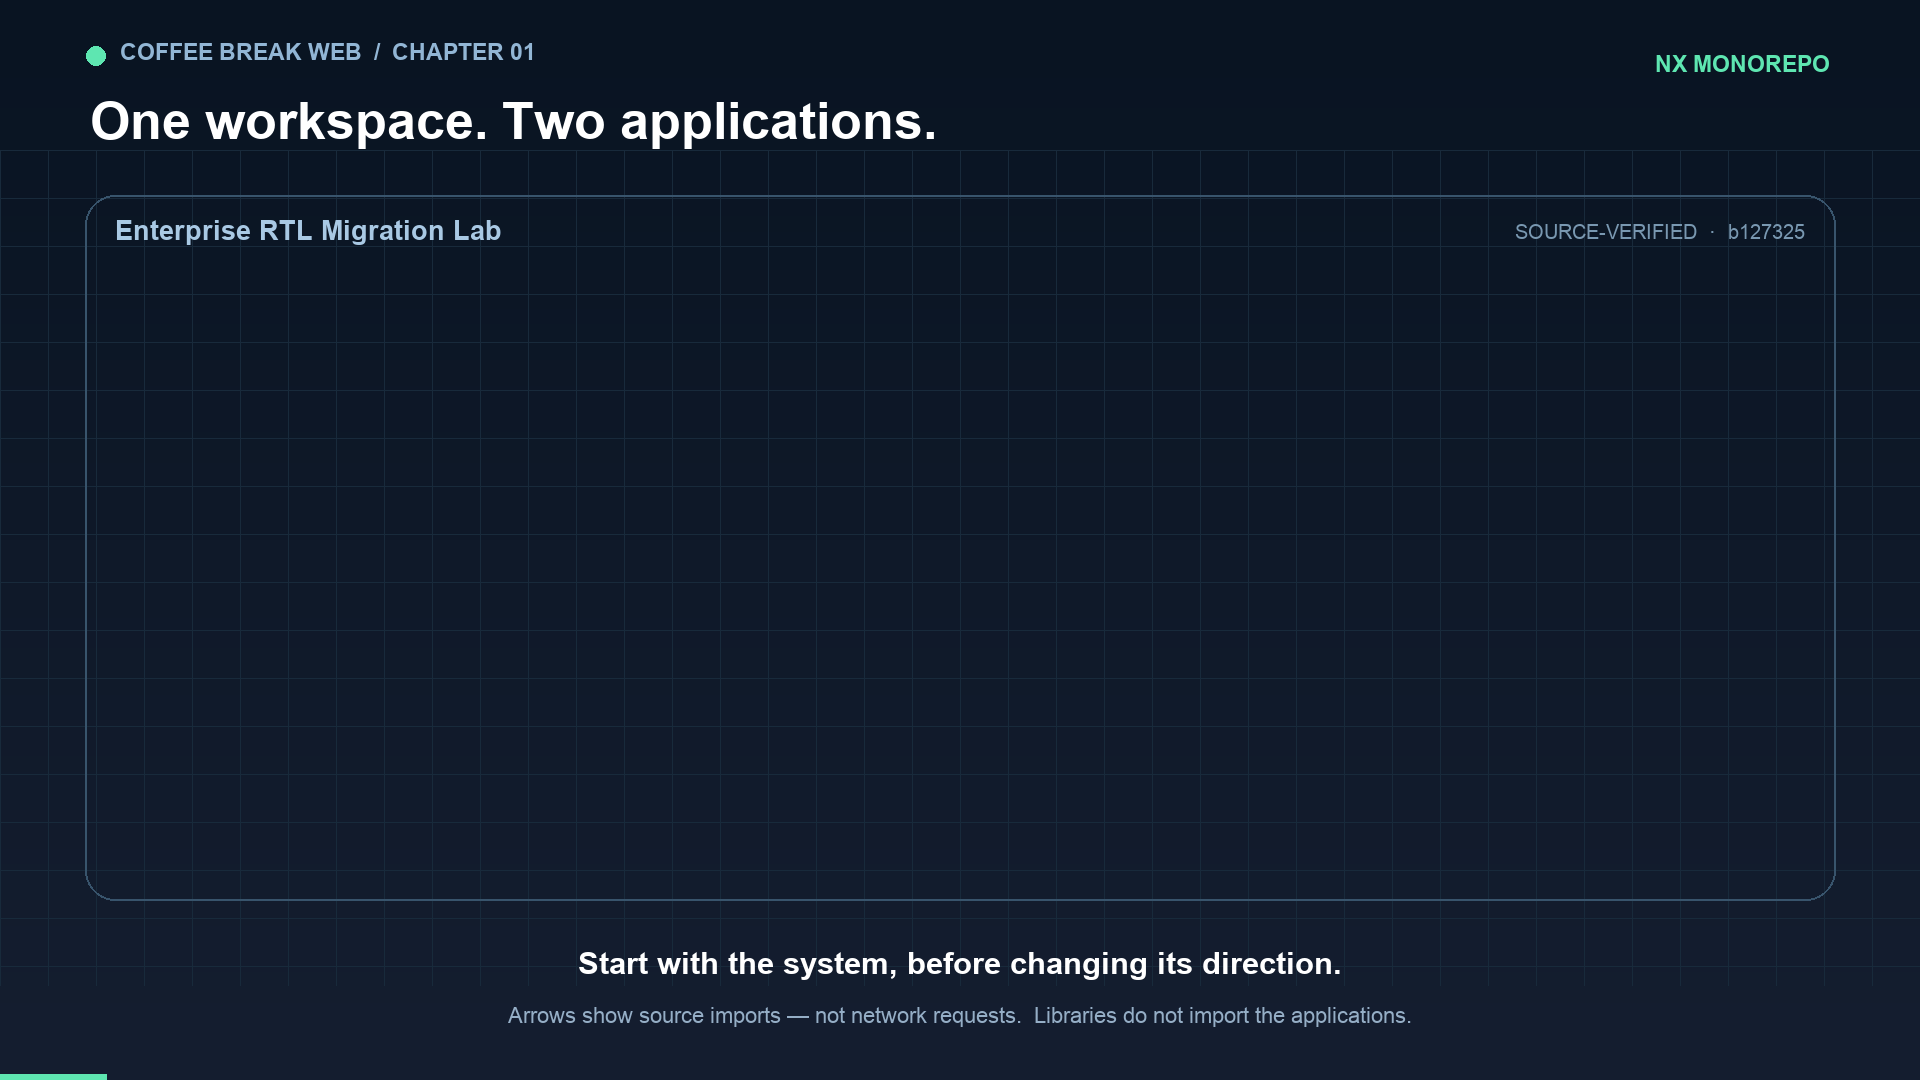 COFFEE BREAK WEB / CHAPTER 01
NX MONOREPO
One workspace. Two applications.
Enterprise RTL Migration Lab
SOURCE-VERIFIED · b127325
Start with the system, before changing its direction.
Arrows show source imports — not network requests. Libraries do not import the applications.